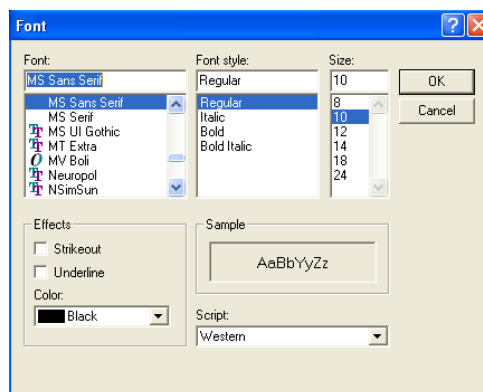 Font
Font: Font style: Size:
MS Sans Serif Regular 10 OK
MS Sans Serif Regular 8 Cancel
MS Serif Italic 10
MS UI Gothic Bold 12
MT Extra Bold Italic 14
MV Boli 18
Neuropol 24
NSimSun
Effects Sample
Strikeout AaBbYyZz
Underline
Color:
Black Script:
Western